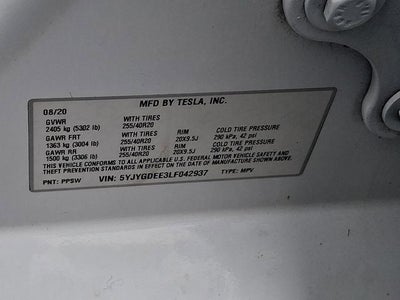 MFD BY TESLA, INC.
08/20
GVWR WITH TIRES
2405 kg (5302 lb) 255/40R20
GAWR FRT WITH TIRES RIM COLD TIRE PRESSURE
1363 kg (3004 lb) 255/40R20 20X9.5J 290 kPa, 42 psi
GAWR RR WITH TIRES RIM COLD TIRE PRESSURE
1500 kg (3306 lb) 255/40R20 20X9.5J 290 kPa, 42 psi
THIS VEHICLE CONFORMS TO ALL APPLICABLE U.S. FEDERAL MOTOR VEHICLE SAFETY AND
THEFT PREVENTION STANDARDS IN EFFECT ON THE DATE OF MANUFACTURE SHOWN ABOVE.
PNT: PPSW VIN: 5YJYGDEE3LF042937 TYPE: MPV